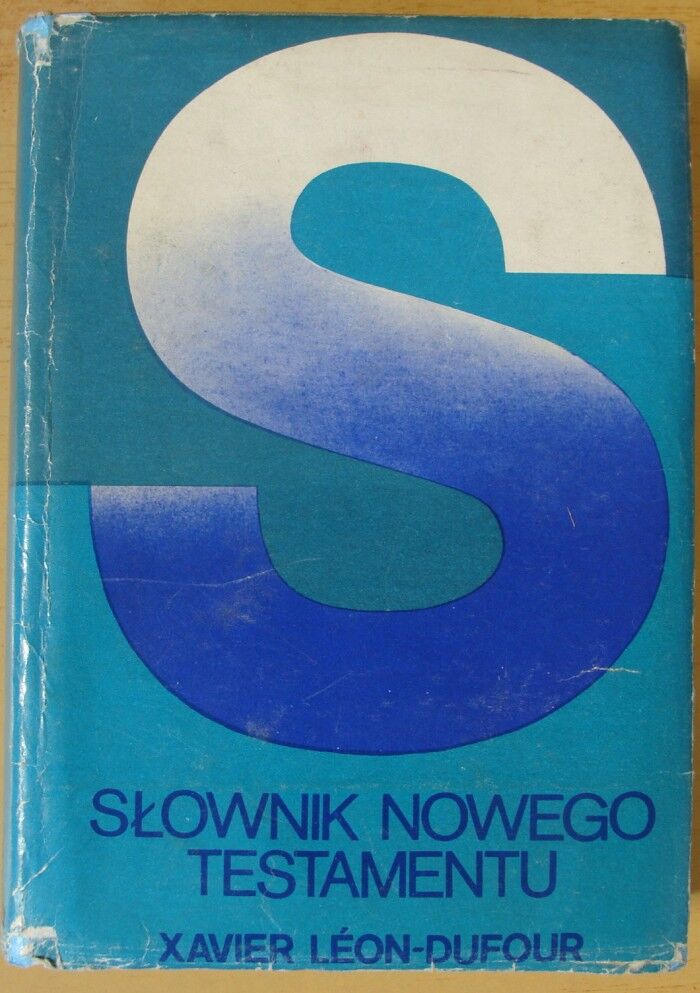 S
SŁOWNIK NOWEGO
TESTAMENTU
XAVIER LÉON-DUFOUR